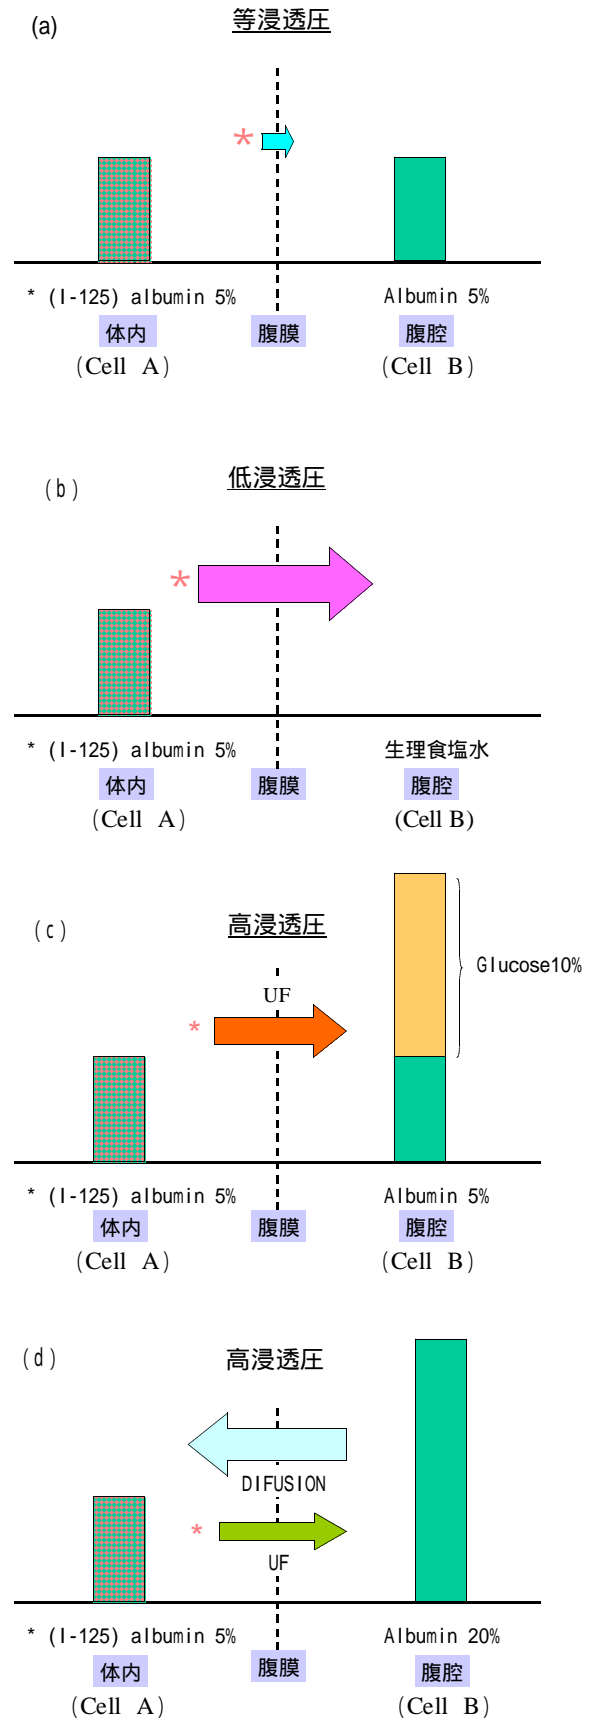 (a)
等浸透圧
*
* (I-125) albumin 5%
Albumin 5%
体内
腹膜
腹腔
(Cell A)
(Cell B)
(b)
低浸透圧
*
* (I-125) albumin 5%
生理食塩水
体内
腹膜
腹腔
(Cell A)
(Cell B)
(c)
高浸透圧
UF
*
Glucose10%
* (I-125) albumin 5%
Albumin 5%
体内
腹膜
腹腔
(Cell A)
(Cell B)
(d)
高浸透圧
DIFUSION
*
UF
* (I-125) albumin 5%
Albumin 20%
体内
腹膜
腹腔
(Cell A)
(Cell B)